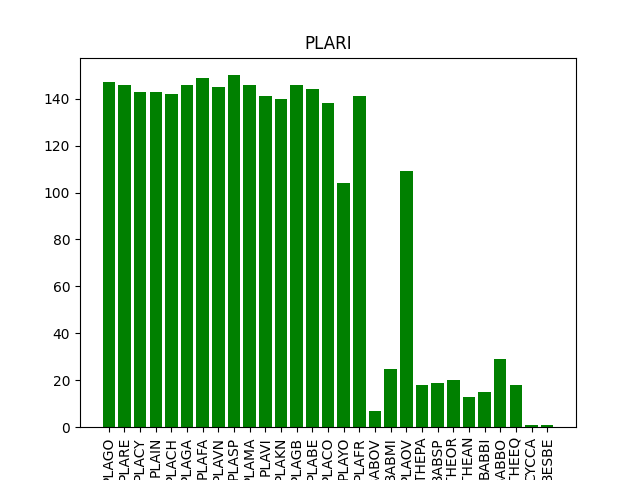 PLARI
140
120
100
80
60
40
20
0
PLAGO
PLARE
PLACY
PLAIN
PLACH
PLAGA
PLAFA
PLAVN
PLASP
PLAMA
PLAVI
PLAKN
PLAGB
PLABE
PLACO
PLAYO
PLAFR
ABOV
BABMI
PLAOV
THEPA
BABSP
THEOR
THEAN
BABBI
ABBO
THEEQ
CYCCA
BESBE